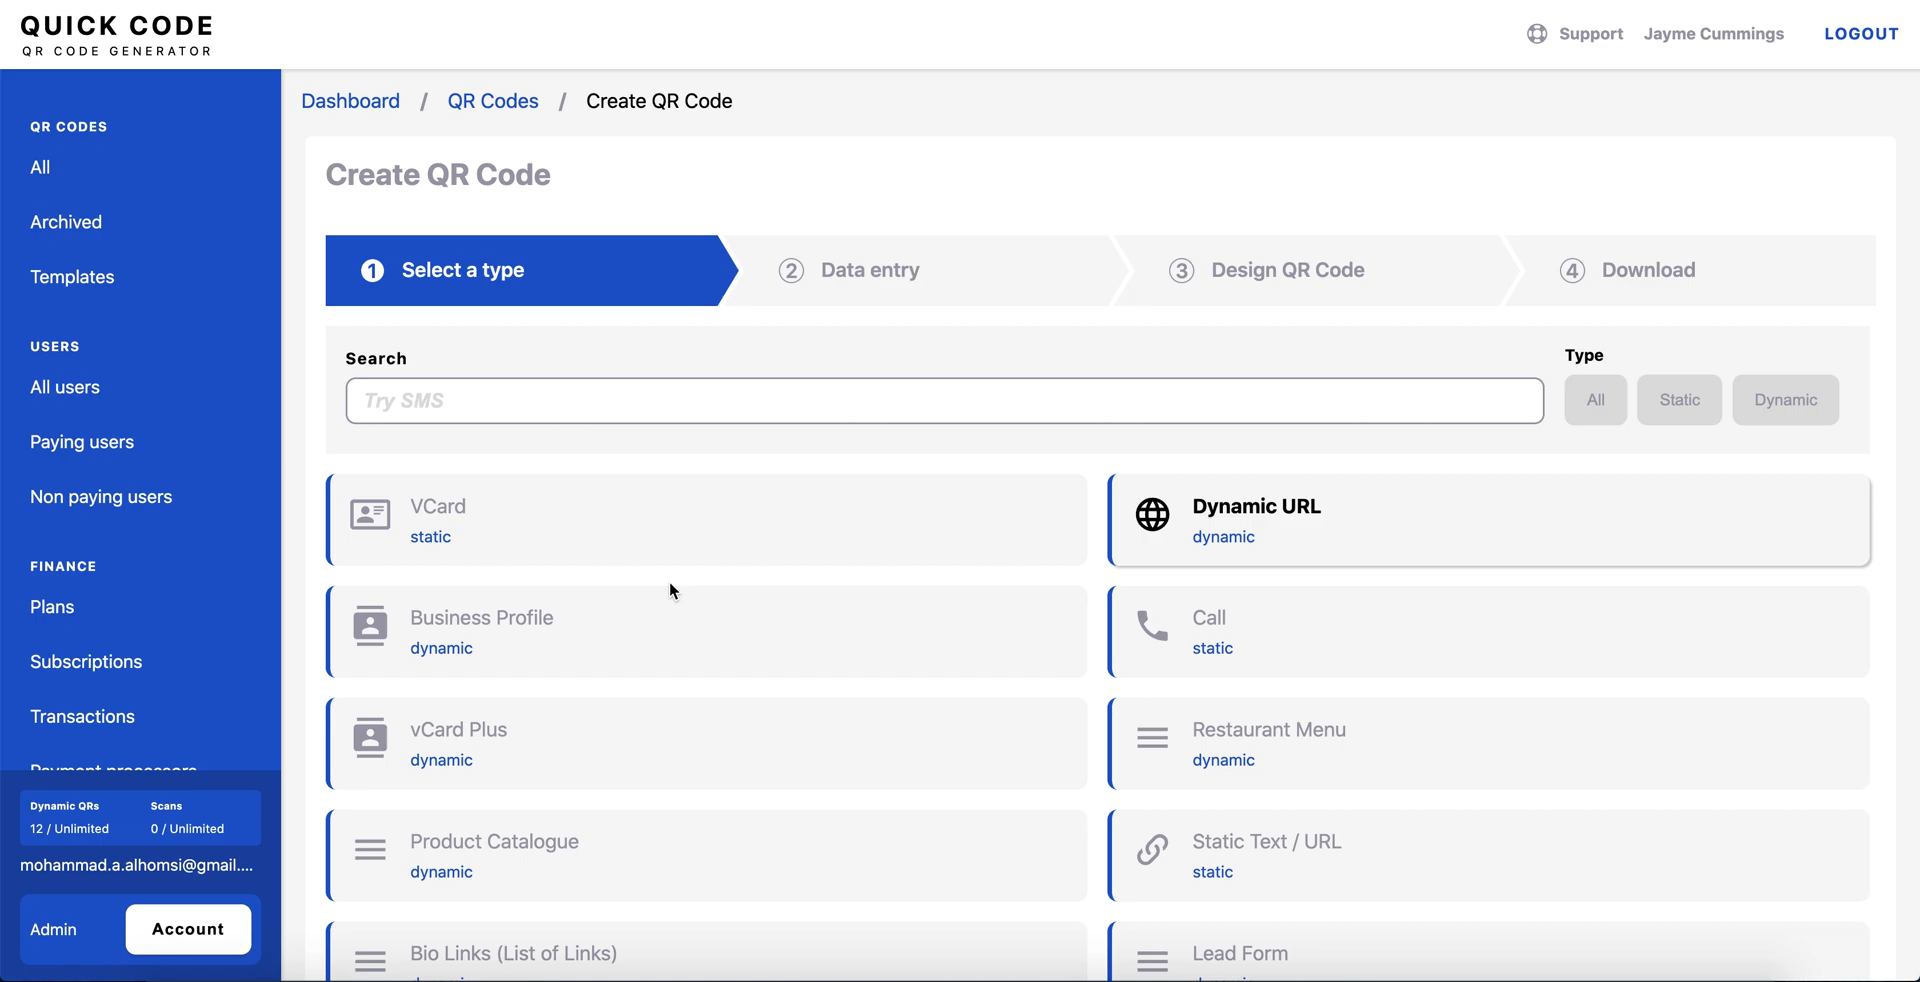 QUICK CODE
QR CODE GENERATOR
Support
Jayme Cummings
LOGOUT
QR CODES
All
Archived
Templates
USERS
All users
Paying users
Non paying users
FINANCE
Plans
Subscriptions
Transactions
Payment processors
Dynamic QRs
Scans
12 / Unlimited
0 / Unlimited
mohammad.a.alhomsi@gmail....
Admin
Account
Dashboard / QR Codes / Create QR Code
Create QR Code
1 Select a type
2 Data entry
3 Design QR Code
4 Download
Search
Try SMS
Type
All
Static
Dynamic
VCard
static
Dynamic URL
dynamic
Business Profile
dynamic
Call
static
vCard Plus
dynamic
Restaurant Menu
dynamic
Product Catalogue
dynamic
Static Text / URL
static
Bio Links (List of Links)
Lead Form